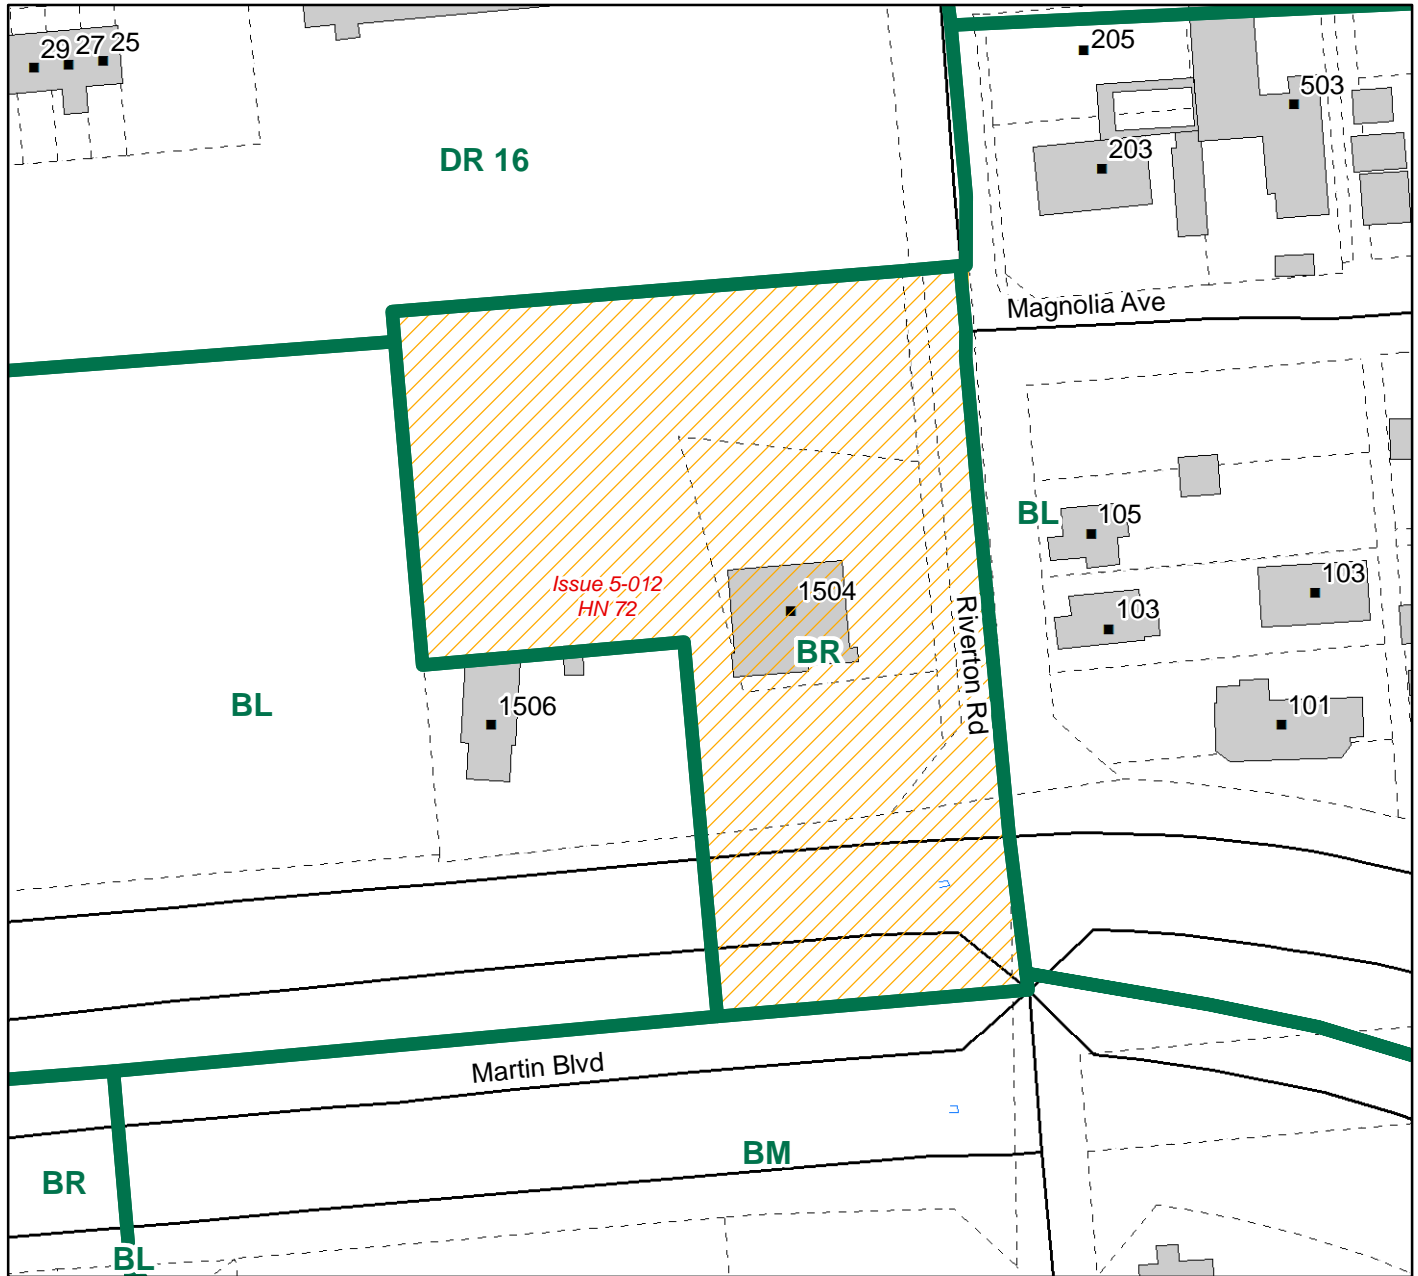 29 27 25
205
503
DR 16
203
Magnolia Ave
BL
105
Issue 5-012
HN 72
1504
103
103
BR
Riverton Rd
BL
1506
101
Martin Blvd
BM
BR
BL